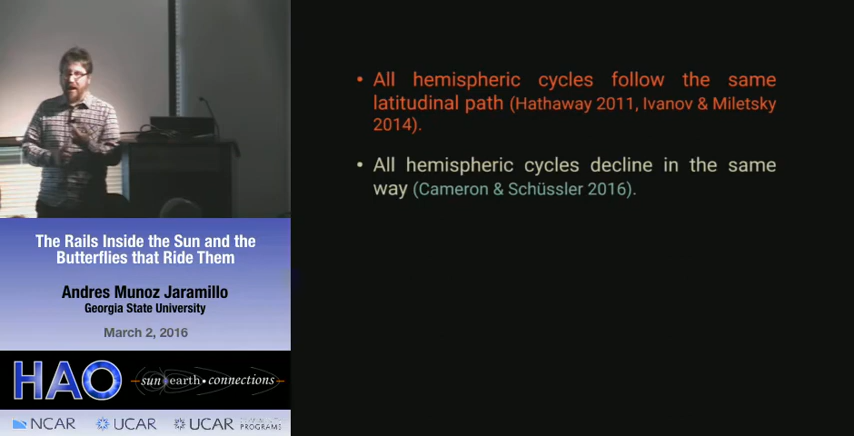 • All hemispheric cycles follow the same
latitudinal path (Hathaway 2011, Ivanov & Miletsky
2014).
• All hemispheric cycles decline in the same
way (Cameron & Schüssler 2016).
The Rails Inside the Sun and the
Butterflies that Ride Them
Andres Munoz Jaramillo
Georgia State University
March 2, 2016
HAO
sun earth • connections
NCAR UCAR UCAR
PROGRAMS